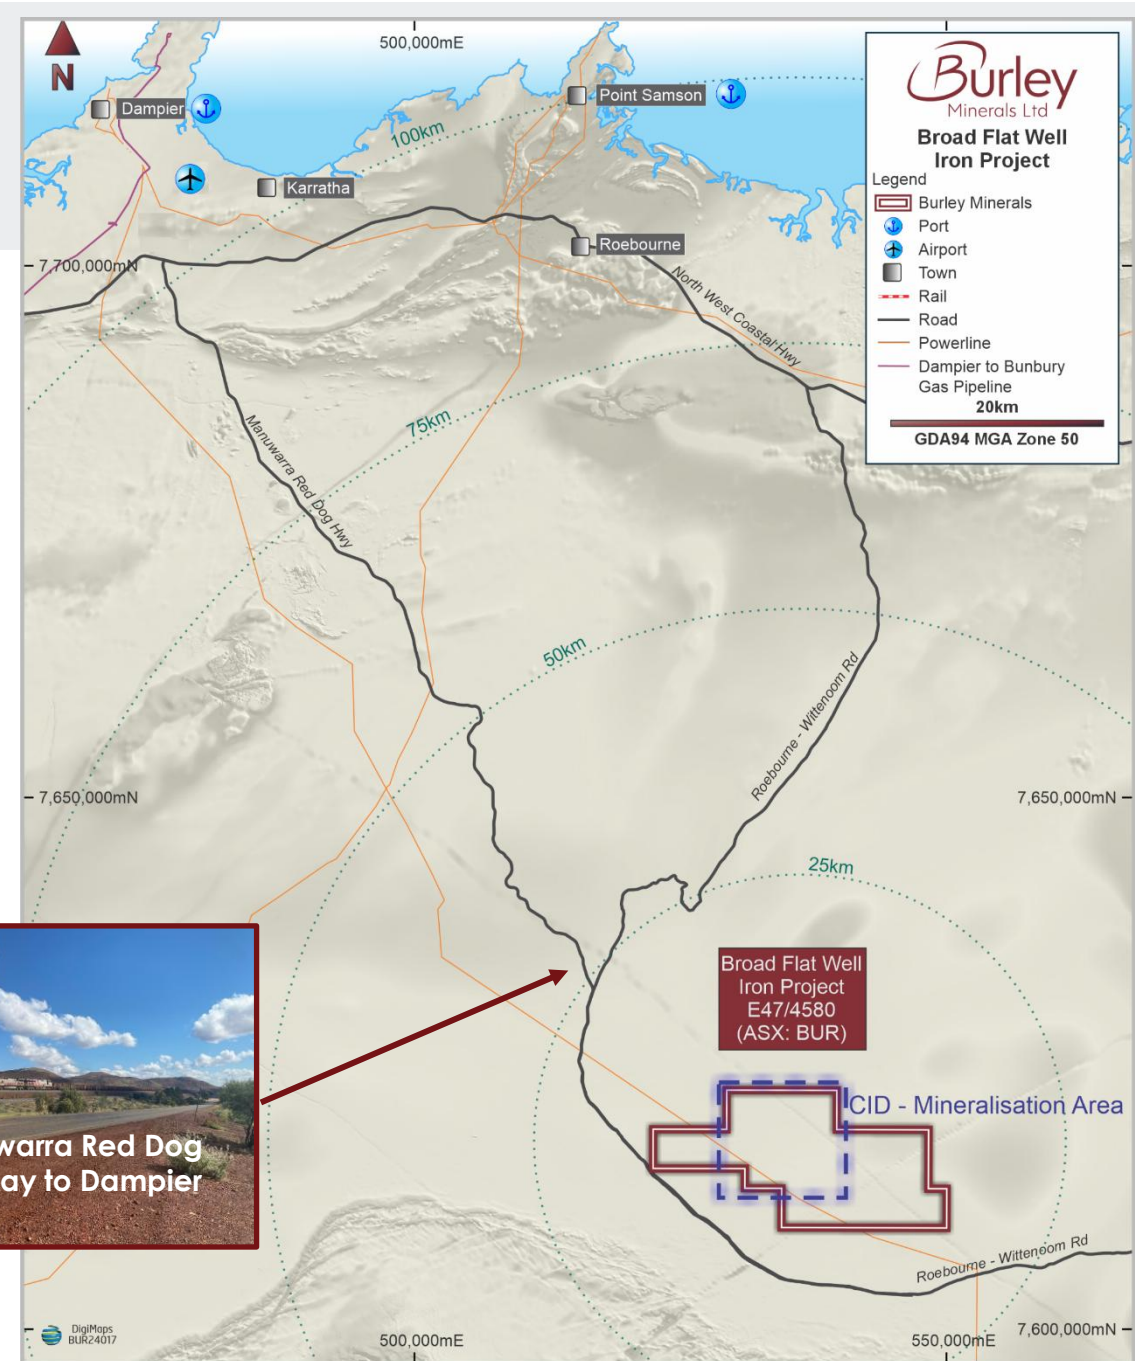 N
500,000mE
Dampier
Point Samson
100km
Karratha
Roebourne
7,700,000mN
North West Coastal Hwy
75km
Manuwarra Red Dog Hwy
50km
Roebourne - Wittenoom Rd
7,650,000mN
7,650,000mN
25km
Burley
Minerals Ltd
Broad Flat Well
Iron Project
Legend
Burley Minerals
Port
Airport
Town
Rail
Road
Powerline
Dampier to Bunbury
Gas Pipeline
20km
GDA94 MGA Zone 50
Broad Flat Well
Iron Project
E47/4580
(ASX: BUR)
CID - Mineralisation Area
warra Red Dog
ay to Dampier
Roebourne - Wittenoom Rd
DigiMaps
BUR24017
500,000mE
550,000mE
7,600,000mN